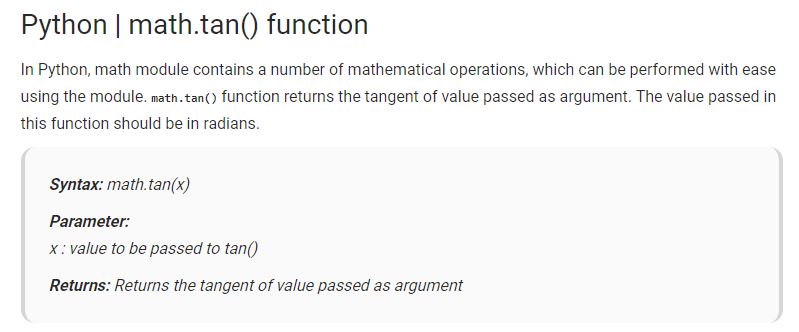 Python | math.tan() function
In Python, math module contains a number of mathematical operations, which can be performed with ease
using the module. math.tan() function returns the tangent of value passed as argument. The value passed in
this function should be in radians.
Syntax: math.tan(x)
Parameter:
x : value to be passed to tan()
Returns: Returns the tangent of value passed as argument